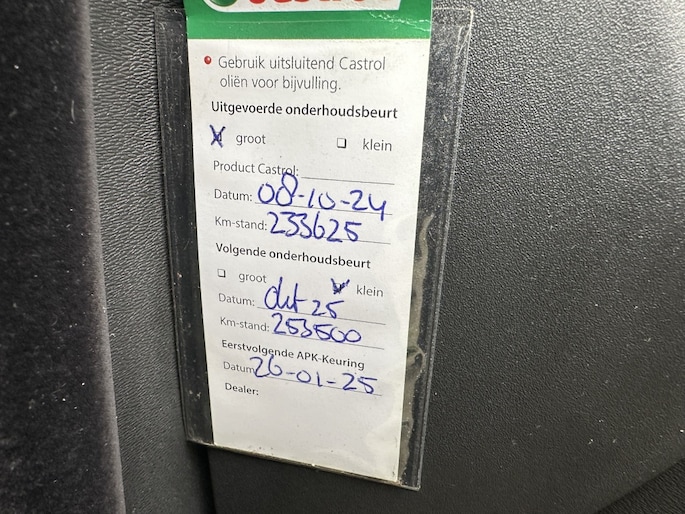 Gebruik uitsluitend Castrol
oliën voor bijvulling.
Uitgevoerde onderhoudsbeurt
groot klein
Product Castrol:
Datum: 08-10-24
Km-stand: 233625
Volgende onderhoudsbeurt
groot klein
Datum: okt 25
Km-stand: 253500
Eerstvolgende APK-Keuring
Datum 26-01-25
Dealer: